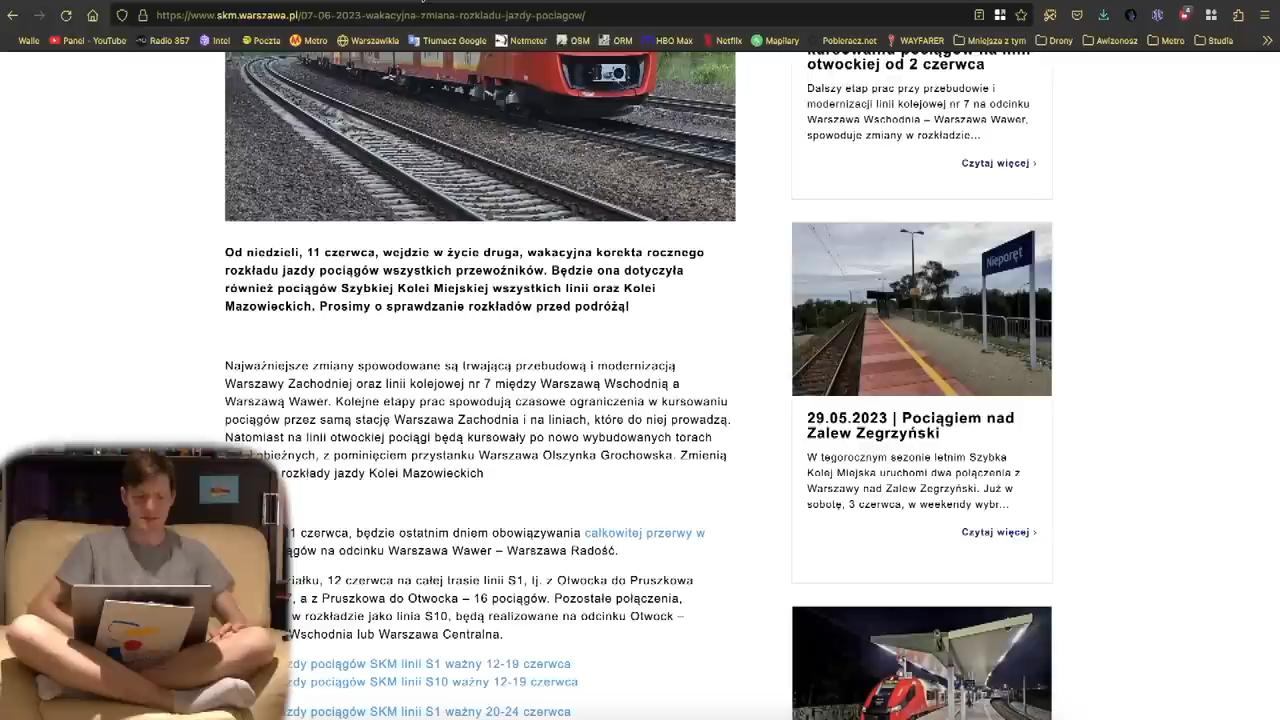 https://www.skm.warszawa.pl/07-06-2023-wakacyjna-zmiana-rozkladu-jazdy-pociagow/
Walle
Panel - YouTube
Radio 357
Intel
Poczta
Metro
Warszawikia
Tłumacz Google
Netmeter
OSM
ORM
HBO Max
Netflix
Mapilary
Pobieracz.net
WAYFARER
Mniejsza z tym
Drony
Awizonosz
Metro
Studia
Od niedzieli, 11 czerwca, wejdzie w życie druga, wakacyjna korekta rocznego
rozkładu jazdy pociągów wszystkich przewoźników. Będzie ona dotyczyła
również pociągów Szybkiej Kolei Miejskiej wszystkich linii oraz Kolei
Mazowieckich. Prosimy o sprawdzanie rozkładów przed podróżą!
Najważniejsze zmiany spowodowane są trwającą przebudową i modernizacją
Warszawy Zachodniej oraz linii kolejowej nr 7 między Warszawą Wschodnią a
Warszawą Wawer. Kolejne etapy prac spowodują czasowe ograniczenia w kursowaniu
pociągów przez samą stację Warszawa Zachodnia i na liniach, które do niej prowadzą.
Natomiast na linii otwockiej pociągi będą kursowały po nowo wybudowanych torach
z pominięciem przystanku Warszawa Olszynka Grochowska. Zmienią
rozkłady jazdy Kolei Mazowieckich
11 czerwca, będzie ostatnim dniem obowiązywania całkowitej przerwy w
na odcinku Warszawa Wawer – Warszawa Radość.
12 czerwca na całej trasie linii S1, tj. z Otwocka do Pruszkowa
a z Pruszkowa do Otwocka – 16 pociągów. Pozostałe połączenia,
w rozkładzie jako linia S10, będą realizowane na odcinku Otwock –
Wschodnia lub Warszawa Centralna.
pociągów SKM linii S1 ważny 12-19 czerwca
pociągów SKM linii S10 ważny 12-19 czerwca
pociągów SKM linii S1 ważny 20-24 czerwca
kursowaniu pociągów na linii
otwockiej od 2 czerwca
Dalszy etap prac przy przebudowie i
modernizacji linii kolejowej nr 7 na odcinku
Warszawa Wschodnia – Warszawa Wawer,
spowoduje zmiany w rozkładzie...
Czytaj więcej ›
Nieporęt
29.05.2023 | Pociągiem nad
Zalew Zegrzyński
W tegorocznym sezonie letnim Szybka
Kolej Miejska uruchomi dwa połączenia z
Warszawy nad Zalew Zegrzyński. Już w
sobotę, 3 czerwca, w weekendy wybr...
Czytaj więcej ›